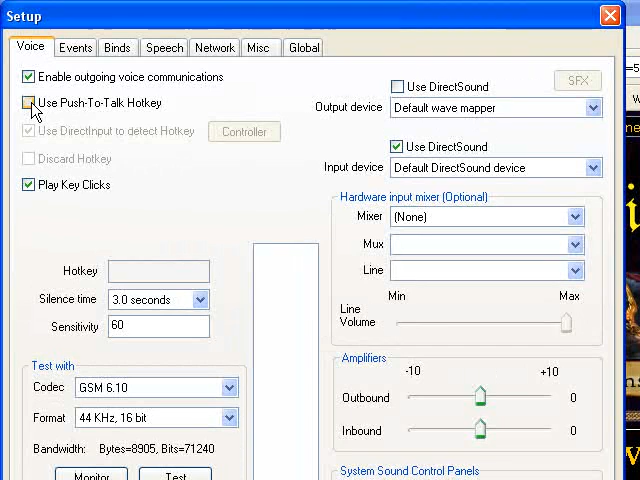 Setup
Voice Events Binds Speech Network Misc Global
Enable outgoing voice communications
Use Push-To-Talk Hotkey
Use DirectInput to detect Hotkey Controller
Discard Hotkey
Play Key Clicks
Hotkey
Silence time 3.0 seconds
Sensitivity 60
Test with
Codec GSM 6.10
Format 44 KHz, 16 bit
Bandwidth: Bytes=8905, Bits=71240
Monitor Test
Use DirectSound SFX
Output device Default wave mapper
Use DirectSound
Input device Default DirectSound device
Hardware input mixer (Optional)
Mixer (None)
Mux
Line
Min Max
Line
Volume
Amplifiers
-10 +10
Outbound 0
Inbound 0
System Sound Control Panels